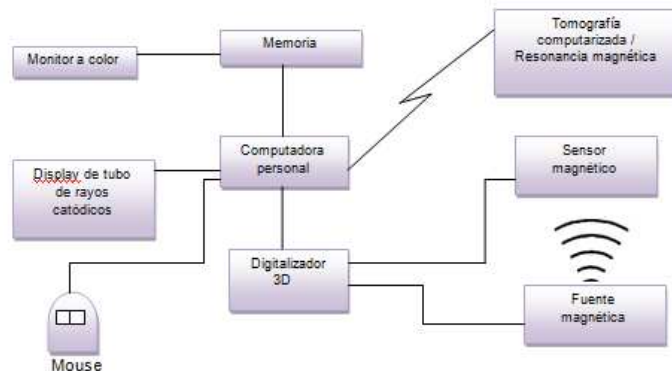 Tomografía
computarizada /
Resonancia magnética
Memoria
Monitor a color
Computadora
personal
Sensor
magnético
Display de tubo
de rayos
catódicos
Digitalizador
3D
Fuente
magnética
Mouse